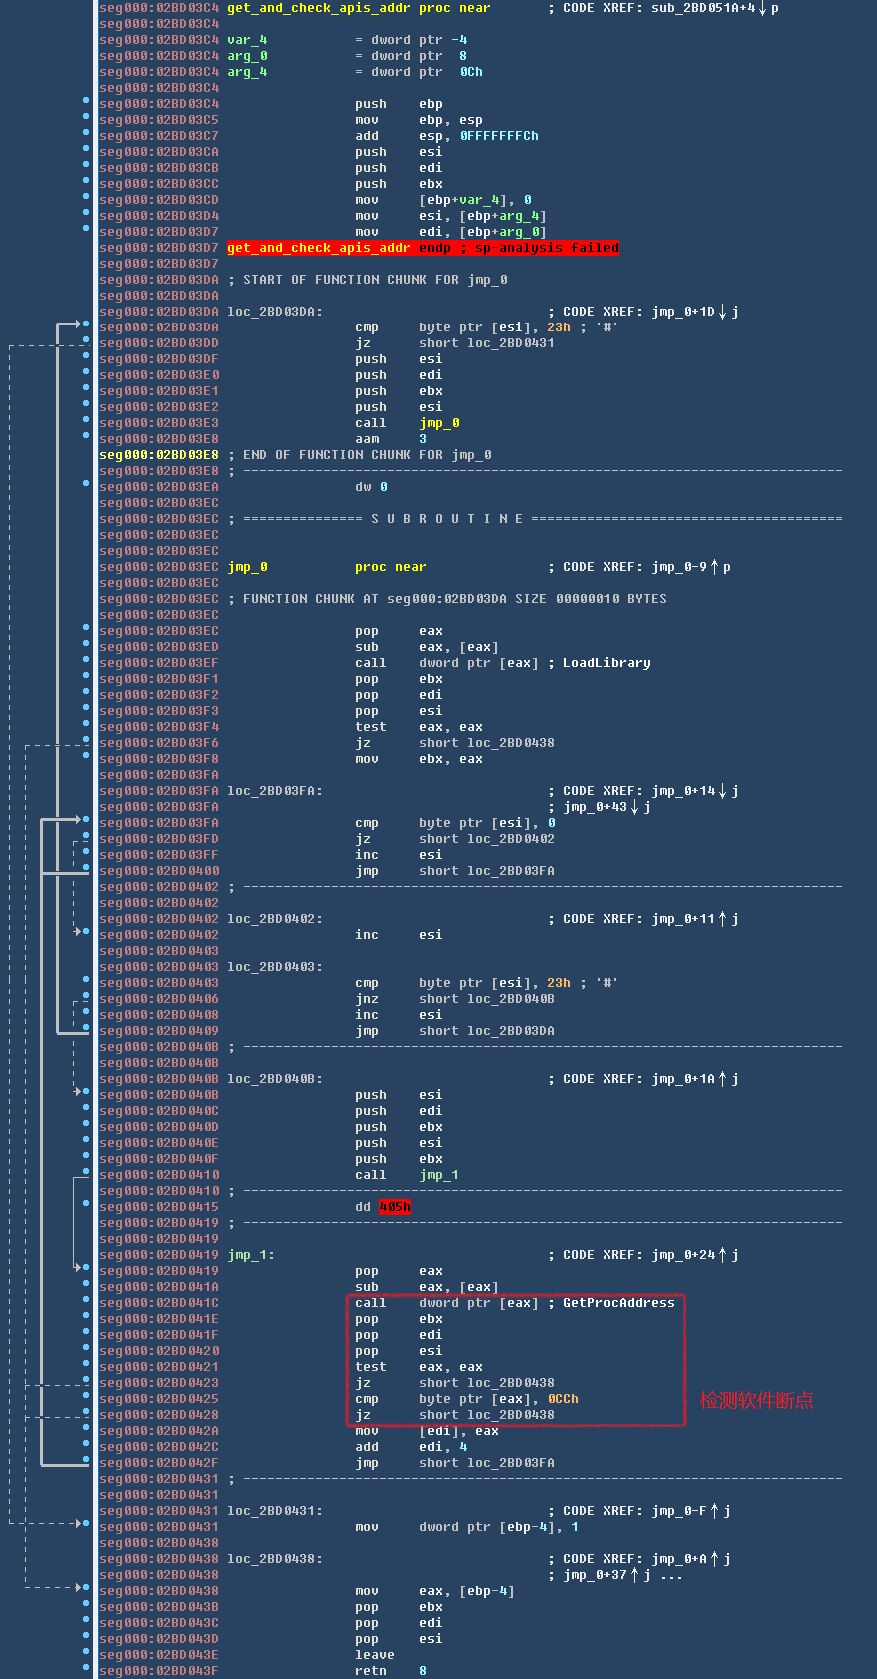 seg000:02BD03C4 get_and_check_apis_addr proc near ; CODE XREF: sub_2BD051A+4↓p
seg000:02BD03C4
seg000:02BD03C4 var_4 = dword ptr -4
seg000:02BD03C4 arg_0 = dword ptr 8
seg000:02BD03C4 arg_4 = dword ptr 0Ch
seg000:02BD03C4
seg000:02BD03C4 push ebp
seg000:02BD03C5 mov ebp, esp
seg000:02BD03C7 add esp, 0FFFFFFFCh
seg000:02BD03CA push esi
seg000:02BD03CB push edi
seg000:02BD03CC push ebx
seg000:02BD03CD mov [ebp+var_4], 0
seg000:02BD03D4 mov esi, [ebp+arg_4]
seg000:02BD03D7 mov edi, [ebp+arg_0]
seg000:02BD03D7 get_and_check_apis_addr endp ; sp-analysis failed
seg000:02BD03D7
seg000:02BD03DA ; START OF FUNCTION CHUNK FOR jmp_0
seg000:02BD03DA
seg000:02BD03DA loc_2BD03DA: ; CODE XREF: jmp_0+1D↓j
seg000:02BD03DA cmp byte ptr [esi], 23h ; '#'
seg000:02BD03DD jz short loc_2BD0431
seg000:02BD03DF push esi
seg000:02BD03E0 push edi
seg000:02BD03E1 push ebx
seg000:02BD03E2 push esi
seg000:02BD03E3 call jmp_0
seg000:02BD03E8 aam 3
seg000:02BD03E8 ; END OF FUNCTION CHUNK FOR jmp_0
seg000:02BD03E8 ; ---------------------------------------------------------------------------
seg000:02BD03EA dw 0
seg000:02BD03EC
seg000:02BD03EC ; =============== S U B R O U T I N E =======================================
seg000:02BD03EC
seg000:02BD03EC
seg000:02BD03EC jmp_0 proc near ; CODE XREF: jmp_0-9↑p
seg000:02BD03EC
seg000:02BD03EC ; FUNCTION CHUNK AT seg000:02BD03DA SIZE 00000010 BYTES
seg000:02BD03EC
seg000:02BD03EC pop eax
seg000:02BD03ED sub eax, [eax]
seg000:02BD03EF call dword ptr [eax] ; LoadLibrary
seg000:02BD03F1 pop ebx
seg000:02BD03F2 pop edi
seg000:02BD03F3 pop esi
seg000:02BD03F4 test eax, eax
seg000:02BD03F6 jz short loc_2BD0438
seg000:02BD03F8 mov ebx, eax
seg000:02BD03FA
seg000:02BD03FA loc_2BD03FA: ; CODE XREF: jmp_0+14↓j
seg000:02BD03FA ; jmp_0+43↓j
seg000:02BD03FA cmp byte ptr [esi], 0
seg000:02BD03FD jz short loc_2BD0402
seg000:02BD03FF inc esi
seg000:02BD0400 jmp short loc_2BD03FA
seg000:02BD0402 ; ---------------------------------------------------------------------------
seg000:02BD0402
seg000:02BD0402 loc_2BD0402: ; CODE XREF: jmp_0+11↑j
seg000:02BD0402 inc esi
seg000:02BD0403
seg000:02BD0403 loc_2BD0403:
seg000:02BD0403 cmp byte ptr [esi], 23h ; '#'
seg000:02BD0406 jnz short loc_2BD040B
seg000:02BD0408 inc esi
seg000:02BD0409 jmp short loc_2BD03DA
seg000:02BD040B ; ---------------------------------------------------------------------------
seg000:02BD040B
seg000:02BD040B loc_2BD040B: ; CODE XREF: jmp_0+1A↑j
seg000:02BD040B push esi
seg000:02BD040C push edi
seg000:02BD040D push ebx
seg000:02BD040E push esi
seg000:02BD040F push ebx
seg000:02BD0410 call jmp_1
seg000:02BD0410 ; ---------------------------------------------------------------------------
seg000:02BD0415 dd 405h
seg000:02BD0419 ; ---------------------------------------------------------------------------
seg000:02BD0419
seg000:02BD0419 jmp_1: ; CODE XREF: jmp_0+24↑j
seg000:02BD0419 pop eax
seg000:02BD041A sub eax, [eax]
seg000:02BD041C call dword ptr [eax] ; GetProcAddress
seg000:02BD041E pop ebx
seg000:02BD041F pop edi
seg000:02BD0420 pop esi
seg000:02BD0421 test eax, eax
seg000:02BD0423 jz short loc_2BD0438
seg000:02BD0425 cmp byte ptr [eax], 0CCh 检测软件断点
seg000:02BD0428 jz short loc_2BD0438
seg000:02BD042A mov [edi], eax
seg000:02BD042C add edi, 4
seg000:02BD042F jmp short loc_2BD03FA
seg000:02BD0431 ; ---------------------------------------------------------------------------
seg000:02BD0431
seg000:02BD0431 loc_2BD0431: ; CODE XREF: jmp_0-F↑j
seg000:02BD0431 mov dword ptr [ebp-4], 1
seg000:02BD0438
seg000:02BD0438 loc_2BD0438: ; CODE XREF: jmp_0+A↑j
seg000:02BD0438 ; jmp_0+37↑j ...
seg000:02BD0438 mov eax, [ebp-4]
seg000:02BD043B pop ebx
seg000:02BD043C pop edi
seg000:02BD043D pop esi
seg000:02BD043E leave
seg000:02BD043F retn 8